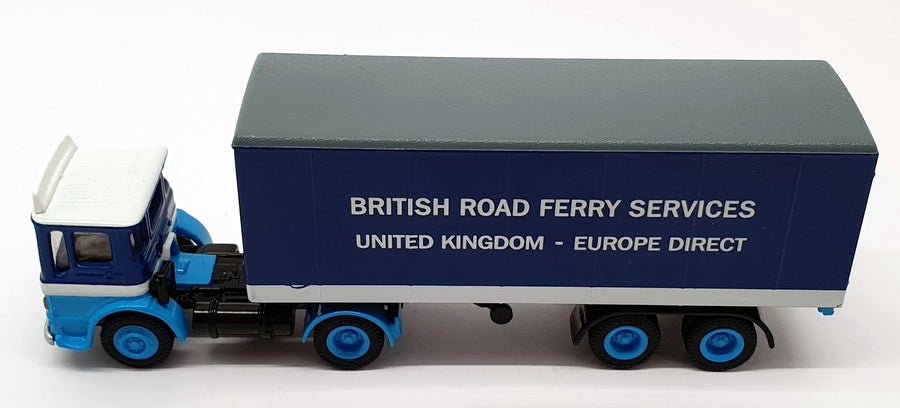 BRITISH ROAD FERRY SERVICES
UNITED KINGDOM - EUROPE DIRECT